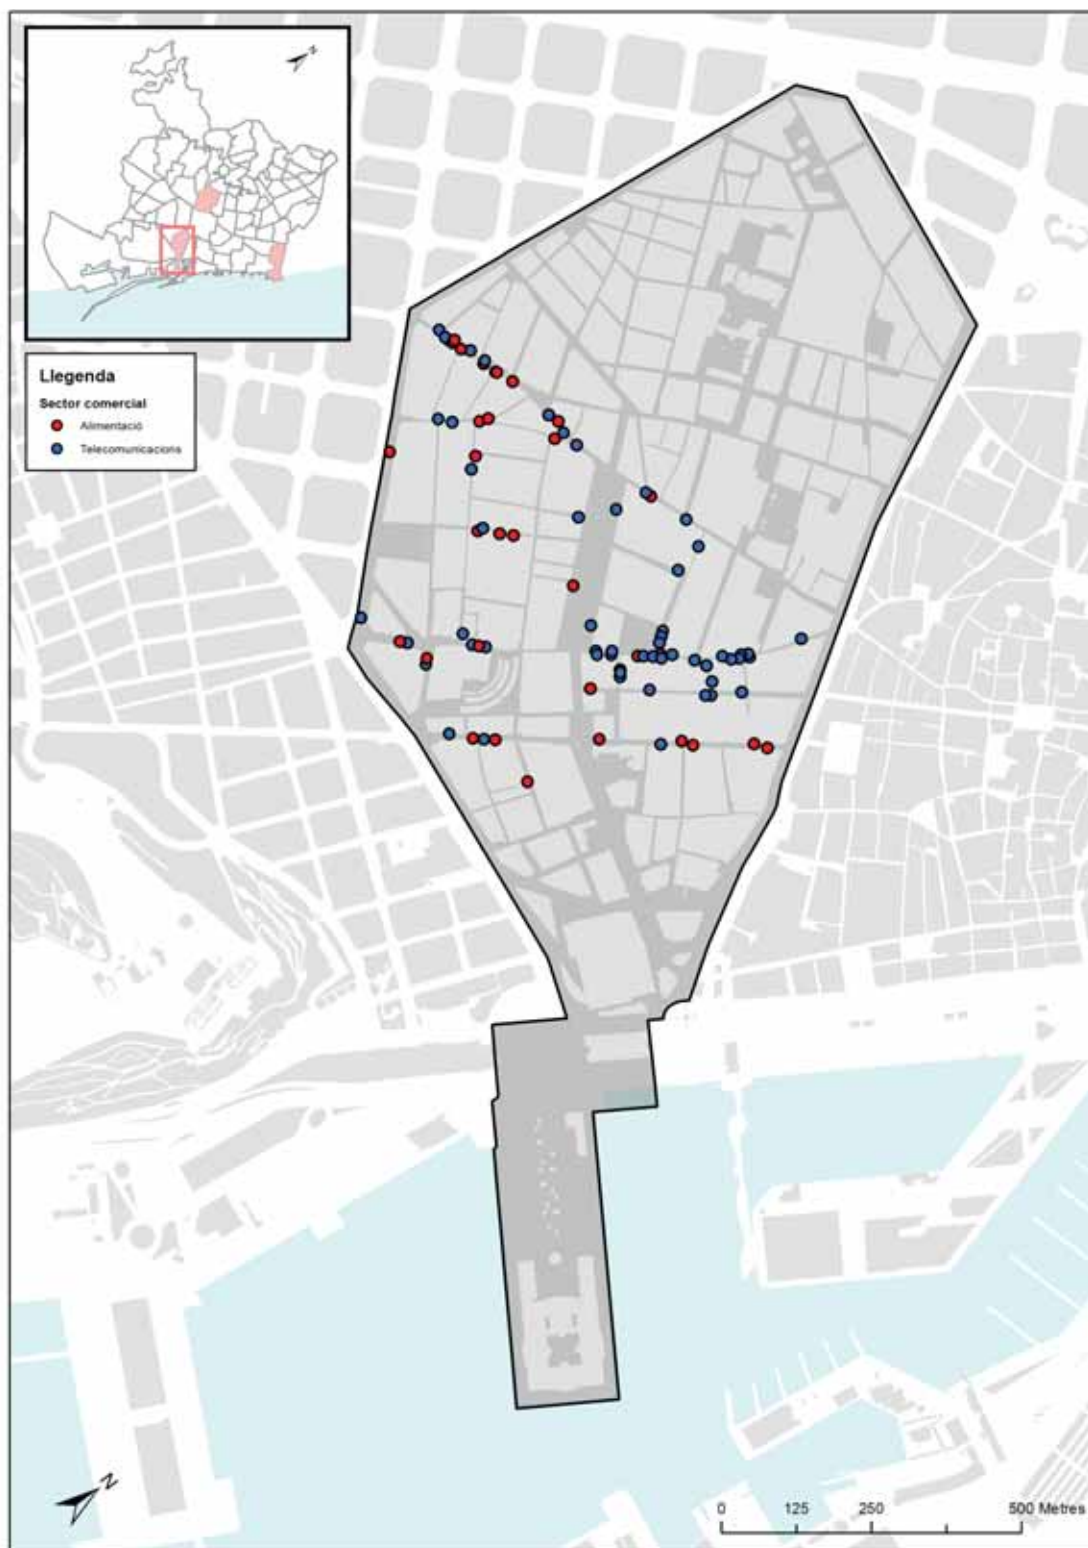 N
Llegenda
Sector comercial
Alimentació
Telecomunicacions
N
0 125 250 500 Metres